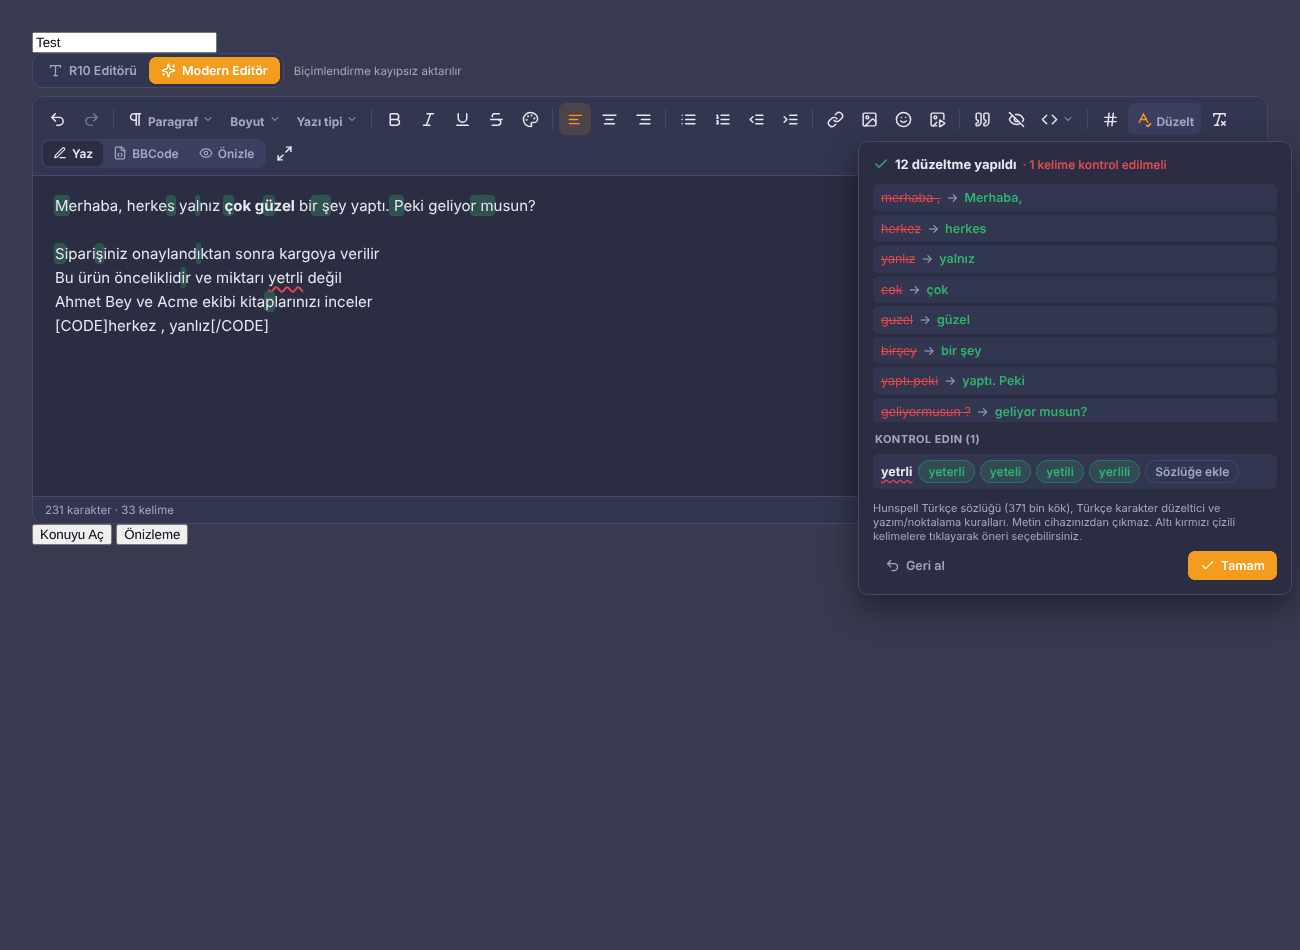 Test
R10 Editörü Modern Editör Biçimlendirme kayıpsız aktarılır
Paragraf Boyut Yazı tipi Düzelt
Yaz BBCode Önizle
Merhaba, herkes yalnız çok güzel bir şey yaptı. Peki geliyor musun?
Siparişiniz onaylandıktan sonra kargoya verilir
Bu ürün önceliklidir ve miktarı yetrli değil
Ahmet Bey ve Acme ekibi kitaplarınızı inceler
[CODE]herkez , yanlız[/CODE]
231 karakter · 33 kelime
Konuyu Aç Önizleme
12 düzeltme yapıldı · 1 kelime kontrol edilmeli
merhaba , → Merhaba,
herkez → herkes
yanlız → yalnız
cok → çok
guzel → güzel
birşey → bir şey
yaptı.peki → yaptı. Peki
geliyormusun ? → geliyor musun?
KONTROL EDIN (1)
yetrli yeterli yeteli yetili yerlili Sözlüğe ekle
Hunspell Türkçe sözlüğü (371 bin kök), Türkçe karakter düzeltici ve
yazım/noktalama kuralları. Metin cihazınızdan çıkmaz. Altı kırmızı çizili
kelimelere tıklayarak öneri seçebilirsiniz.
Geri al Tamam